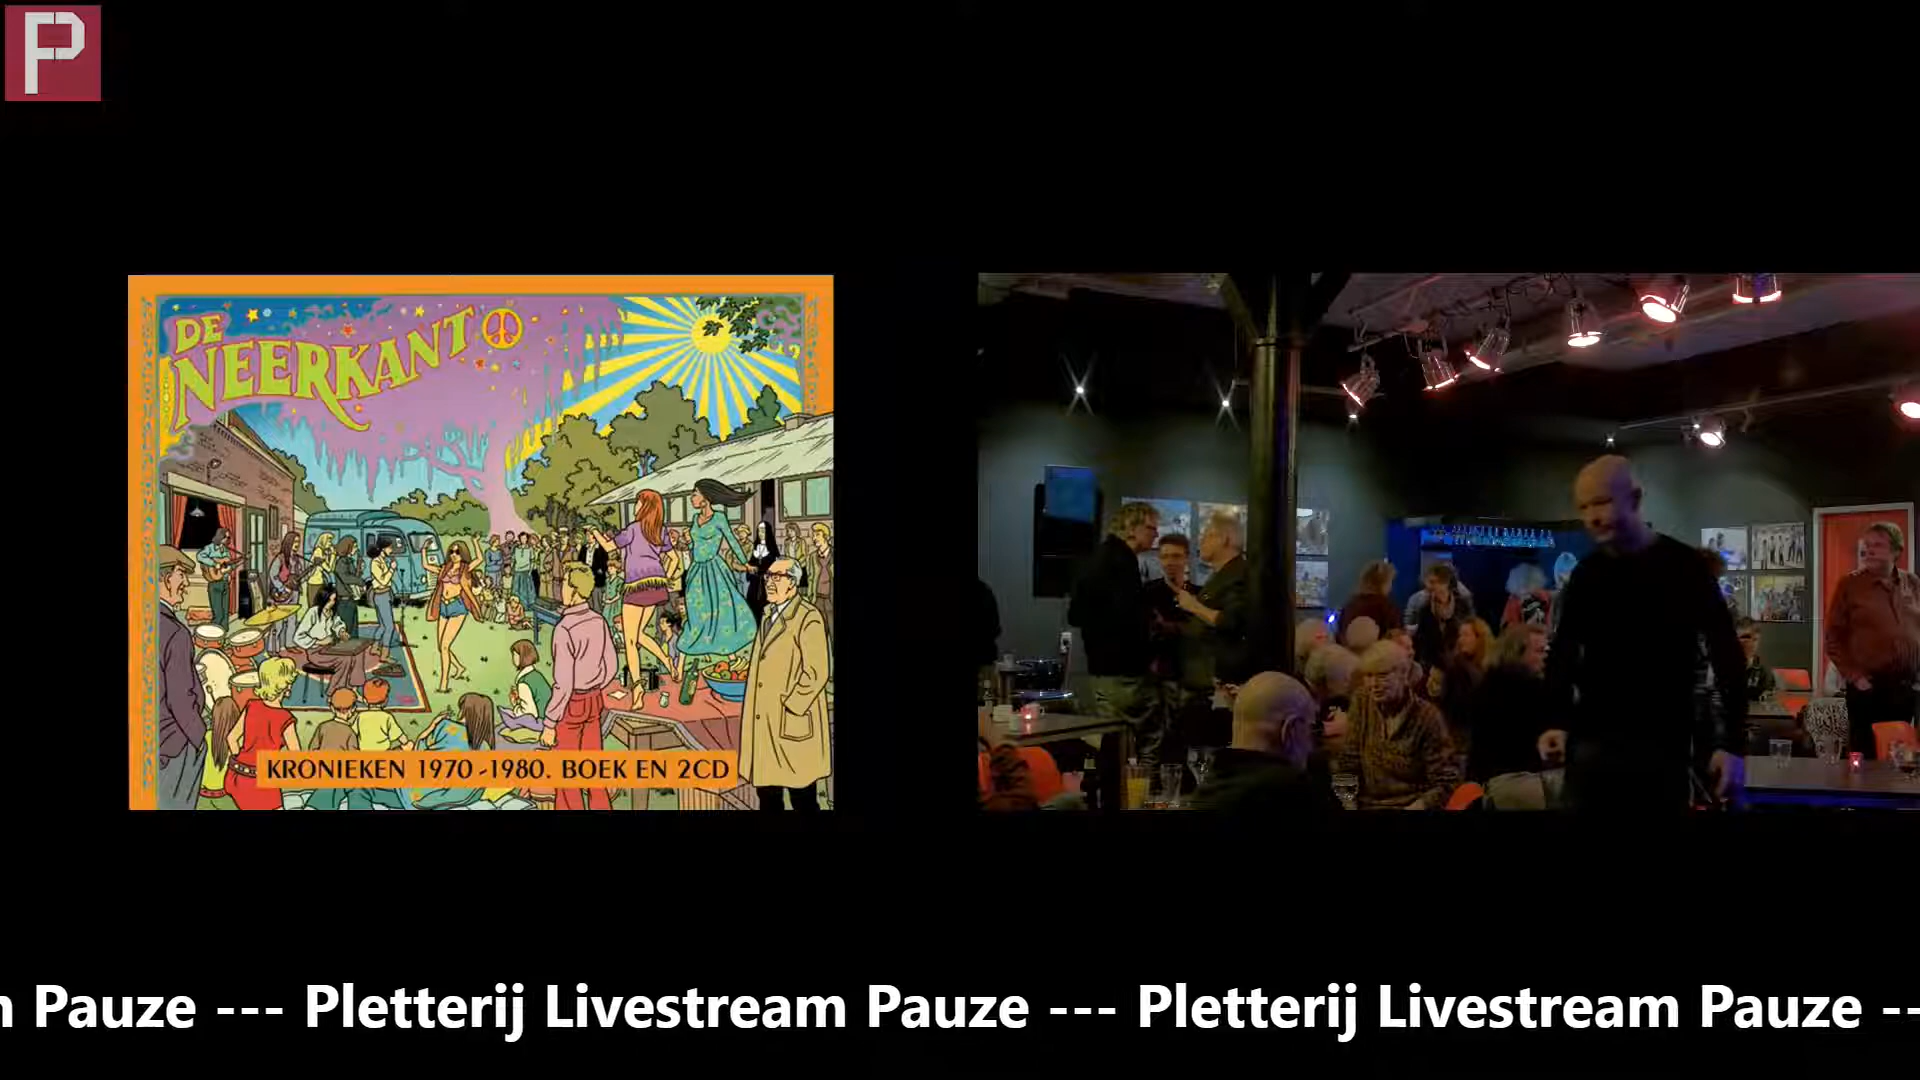 P
DE
NEERKANT
KRONIEKEN 1970-1980. BOEK EN 2CD
Pauze --- Pletterij Livestream Pauze --- Pletterij Livestream Pauze --